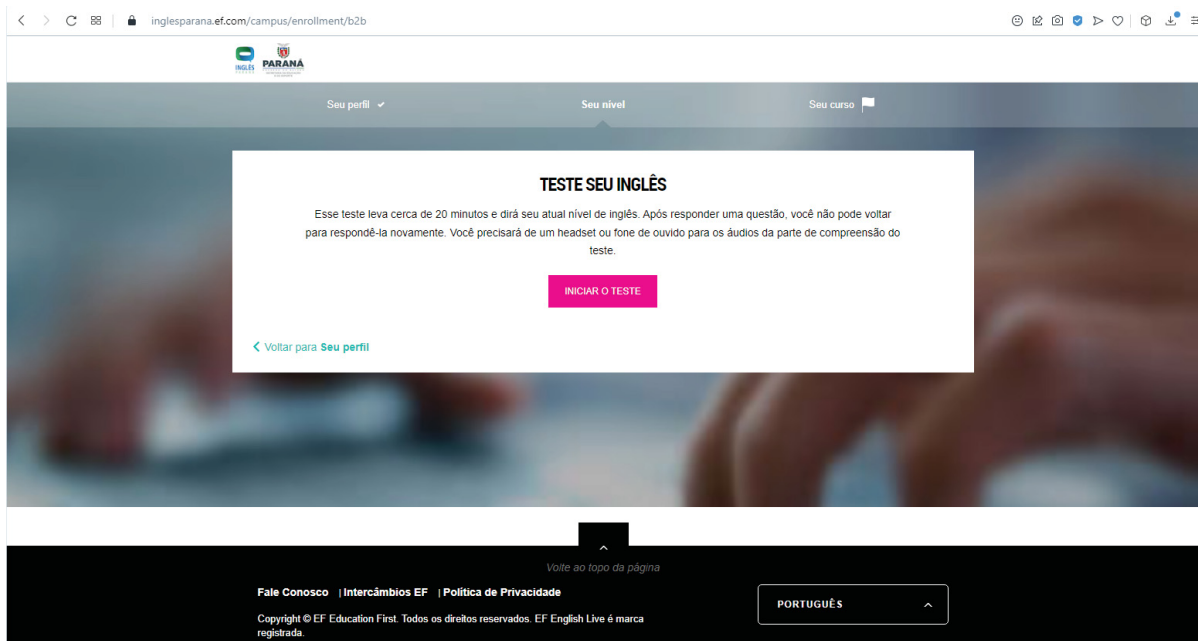 inglesparana.ef.com/campus/enrollment/b2b
INGLÊS
PARANÁ
PARANÁ
Seu perfil
Seu nível
Seu curso
TESTE SEU INGLÊS
Esse teste leva cerca de 20 minutos e dirá seu atual nível de inglês. Após responder uma questão, você não pode voltar
para respondê-la novamente. Você precisará de um headset ou fone de ouvido para os áudios da parte de compreensão do
teste.
INICIAR O TESTE
Voltar para Seu perfil
Volte ao topo da página
Fale Conosco | Intercâmbios EF | Política de Privacidade
PORTUGUÊS
Copyright © EF Education First. Todos os direitos reservados. EF English Live é marca
registrada.